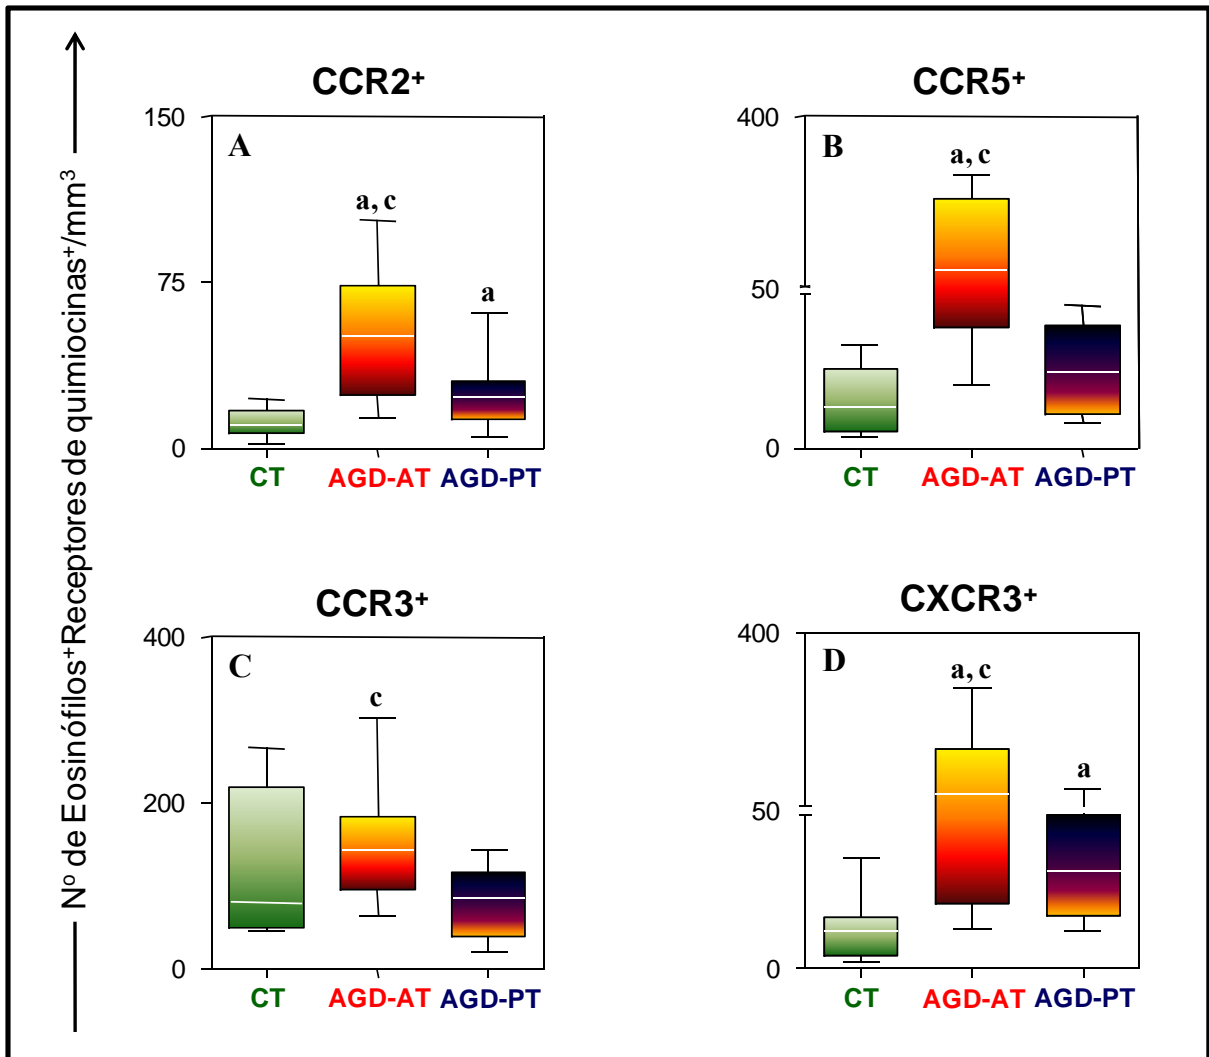 Nº de Eosinófilos⁺Receptores de quimiocinas⁺/mm³
CCR2⁺
A
150
75
0
a, c
a
CT
AGD-AT
AGD-PT
CCR5⁺
B
400
50
0
a, c
CT
AGD-AT
AGD-PT
CCR3⁺
C
400
200
0
c
CT
AGD-AT
AGD-PT
CXCR3⁺
D
400
50
0
a, c
a
CT
AGD-AT
AGD-PT